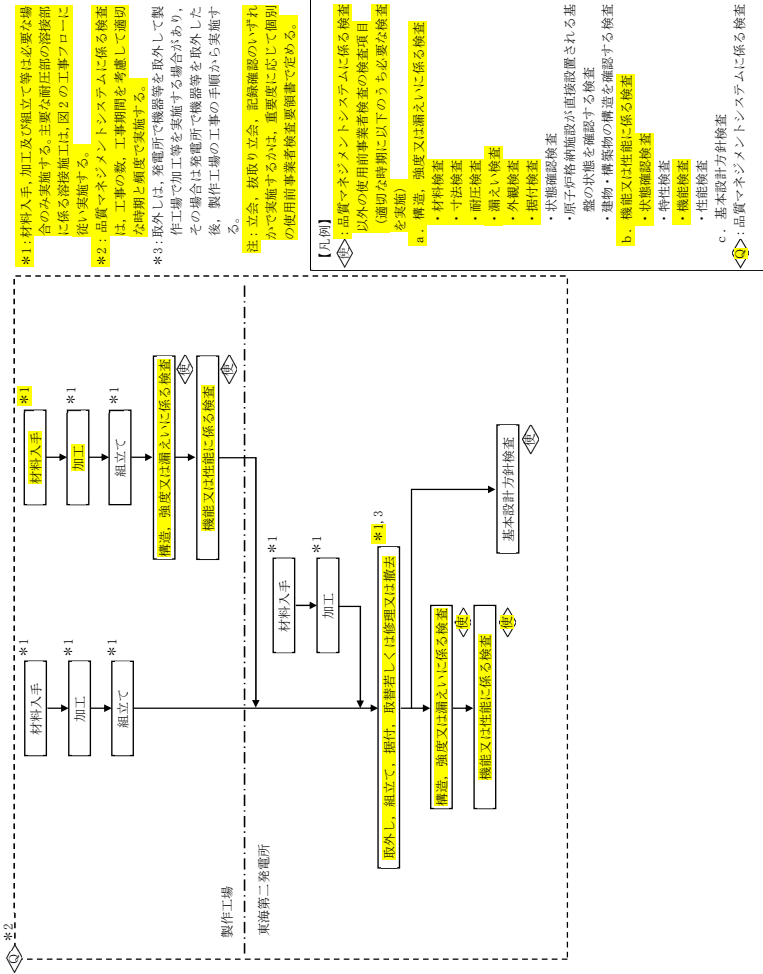 Q *2
製作工場
東海第二発電所
材料入手 *1
加工 *1
組立て *1
材料入手 *1
加工 *1
組立て *1
構造，強度又は漏えいに係る検査
使
機能又は性能に係る検査
使
材料入手 *1
加工 *1
取外し，組立て，据付，取替若しくは修理又は撤去 *1,3
構造，強度又は漏えいに係る検査
使
機能又は性能に係る検査
使
基本設計方針検査
使
*1：材料入手，加工及び組立て等は必要な場
合のみ実施する。主要な耐圧部の溶接部
に係る溶接施工は，図2の工事フローに
従い実施する。
*2：品質マネジメントシステムに係る検査
は，工事の数，工事期間を考慮して適切
な時期と頻度で実施する。
*3：取外しは，発電所で機器等を取外して製
作工場で加工等を実施する場合があり，
その場合は発電所で機器等を取外した
後，製作工場の工事の手順から実施す
る。
注：立会，抜取り立会，記録確認のいずれ
かで実施するかは，重要度に応じて個別
の使用前事業者検査要領書で定める。
【凡例】
使：品質マネジメントシステムに係る検査
以外の使用前事業者検査の検査項目
（適切な時期に以下のうち必要な検査
を実施）
a．構造，強度又は漏えいに係る検査
・材料検査
・寸法検査
・耐圧検査
・漏えい検査
・外観検査
・据付検査
・状態確認検査
・原子炉格納施設が直接設置される基
盤の状態を確認する検査
・建物・構築物の構造を確認する検査
b．機能又は性能に係る検査
・状態確認検査
・特性検査
・機能検査
・性能検査
c．基本設計方針検査
Q：品質マネジメントシステムに係る検査